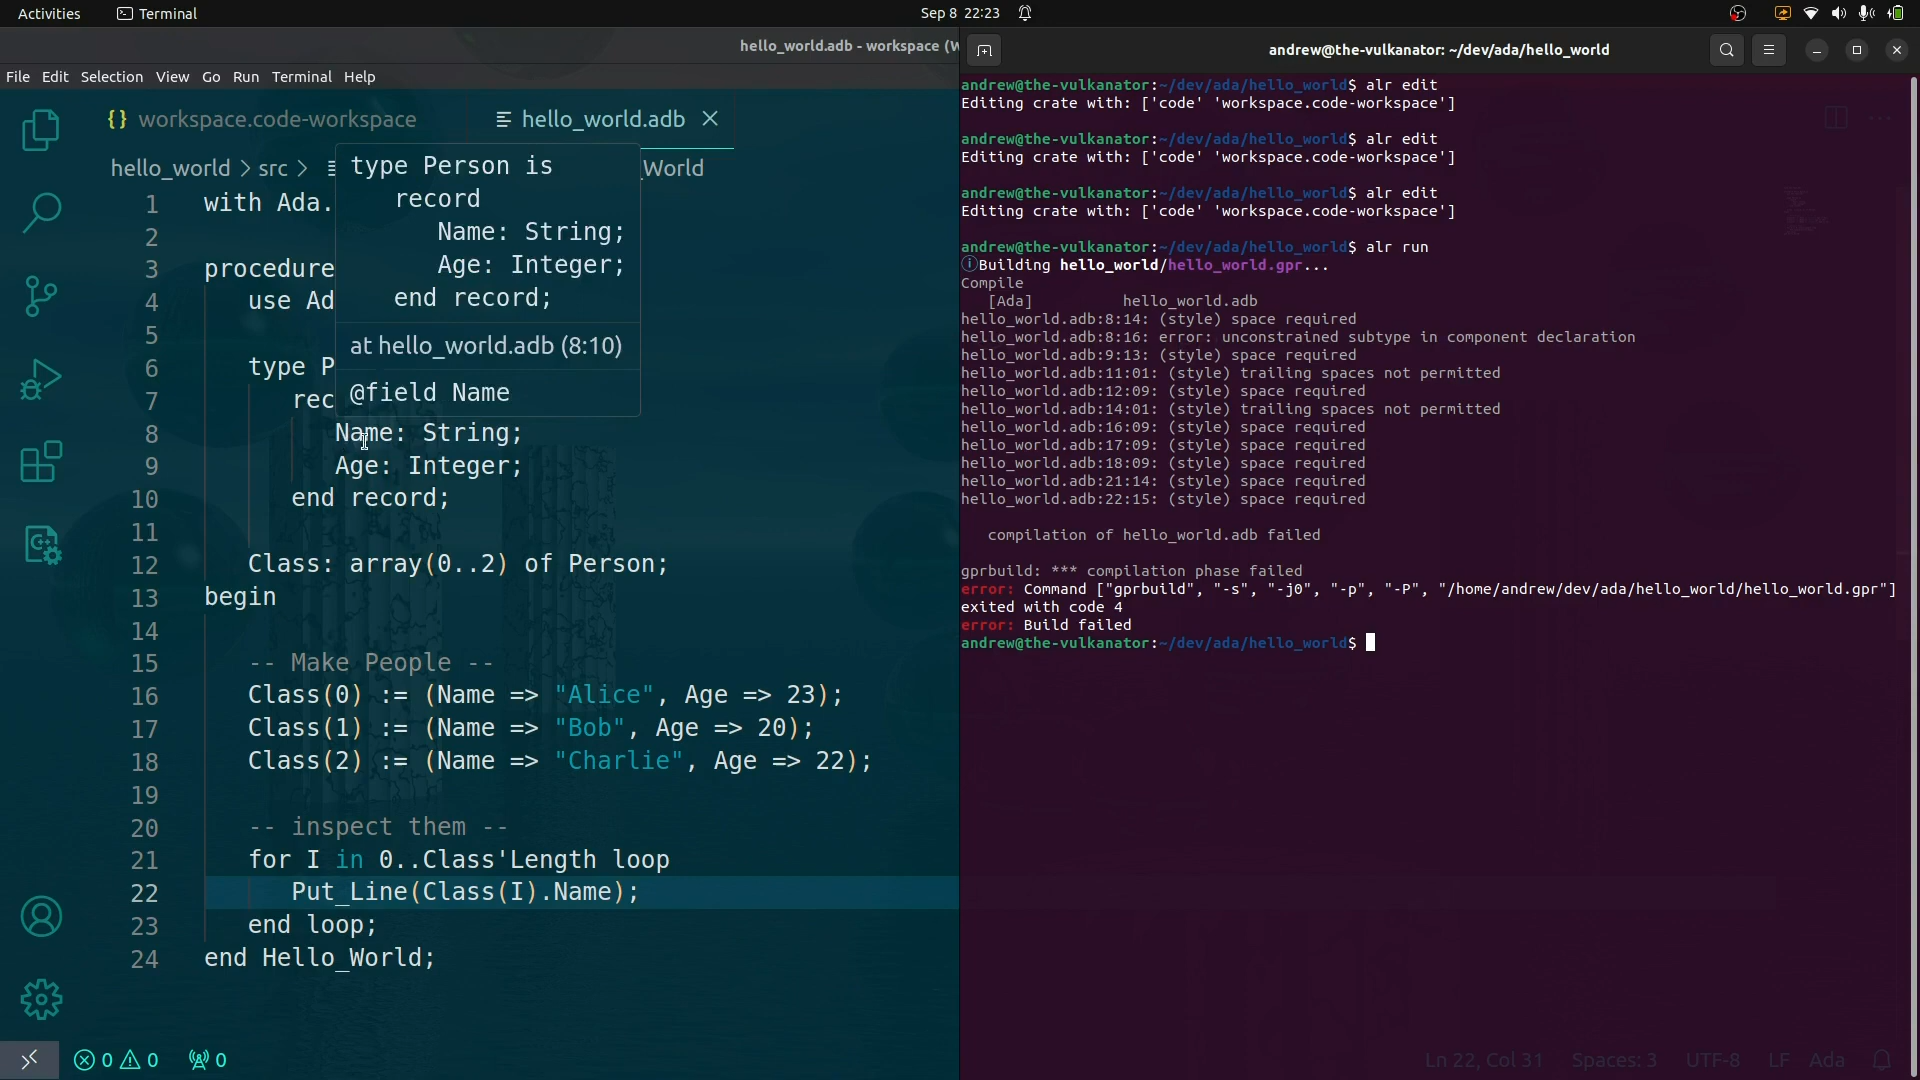 Activities
Terminal
Sep 8 22:23
hello_world.adb - workspace (W
File Edit Selection View Go Run Terminal Help
{} workspace.code-workspace
hello_world.adb
hello_world > src >
_World
type Person is
record
Name: String;
Age: Integer;
end record;
at hello_world.adb (8:10)
@field Name
1 with Ada.
2
3 procedure
4 use Ad
5
6 type P
7 rec
8 Name: String;
9 Age: Integer;
10 end record;
11
12 Class: array(0..2) of Person;
13 begin
14
15 -- Make People --
16 Class(0) := (Name => "Alice", Age => 23);
17 Class(1) := (Name => "Bob", Age => 20);
18 Class(2) := (Name => "Charlie", Age => 22);
19
20 -- inspect them --
21 for I in 0..Class'Length loop
22 Put_Line(Class(I).Name);
23 end loop;
24 end Hello_World;
0 0 0
andrew@the-vulkanator: ~/dev/ada/hello_world
andrew@the-vulkanator:~/dev/ada/hello_world$ alr edit
Editing crate with: ['code' 'workspace.code-workspace']
andrew@the-vulkanator:~/dev/ada/hello_world$ alr edit
Editing crate with: ['code' 'workspace.code-workspace']
andrew@the-vulkanator:~/dev/ada/hello_world$ alr edit
Editing crate with: ['code' 'workspace.code-workspace']
andrew@the-vulkanator:~/dev/ada/hello_world$ alr run
ⓘBuilding hello_world/hello_world.gpr...
Compile
[Ada] hello_world.adb
hello_world.adb:8:14: (style) space required
hello_world.adb:8:16: error: unconstrained subtype in component declaration
hello_world.adb:9:13: (style) space required
hello_world.adb:11:01: (style) trailing spaces not permitted
hello_world.adb:12:09: (style) space required
hello_world.adb:14:01: (style) trailing spaces not permitted
hello_world.adb:16:09: (style) space required
hello_world.adb:17:09: (style) space required
hello_world.adb:18:09: (style) space required
hello_world.adb:21:14: (style) space required
hello_world.adb:22:15: (style) space required
compilation of hello_world.adb failed
gprbuild: *** compilation phase failed
error: Command ["gprbuild", "-s", "-j0", "-p", "-P", "/home/andrew/dev/ada/hello_world/hello_world.gpr"]
exited with code 4
error: Build failed
andrew@the-vulkanator:~/dev/ada/hello_world$
Ln 22, Col 31 Spaces: 3 UTF-8 LF Ada